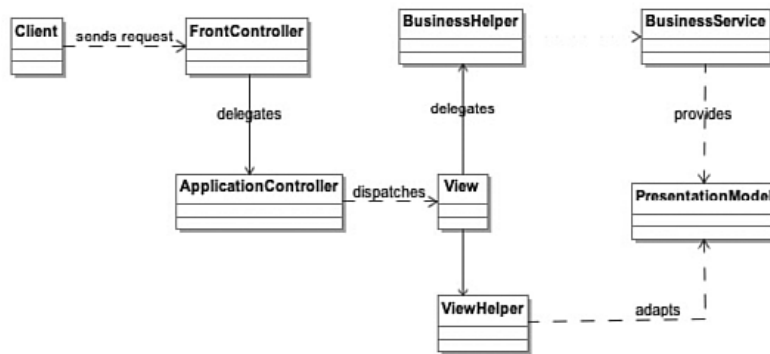 Client
sends request
FrontController
BusinessHelper
BusinessService
delegates
delegates
provides
ApplicationController
dispatches
View
PresentationModel
ViewHelper
adapts